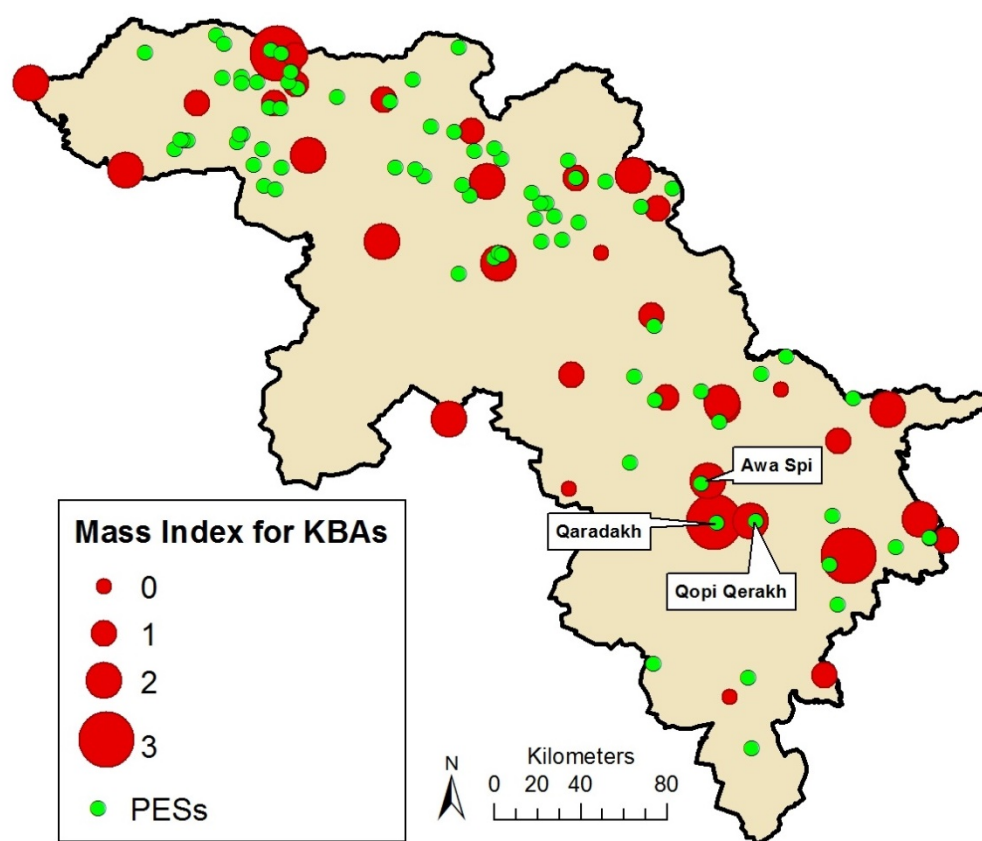 Awa Spi
Qaradakh
Qopi Qerakh
Mass Index for KBAs
0
1
2
3
PESs
N
Kilometers
0 20 40 80